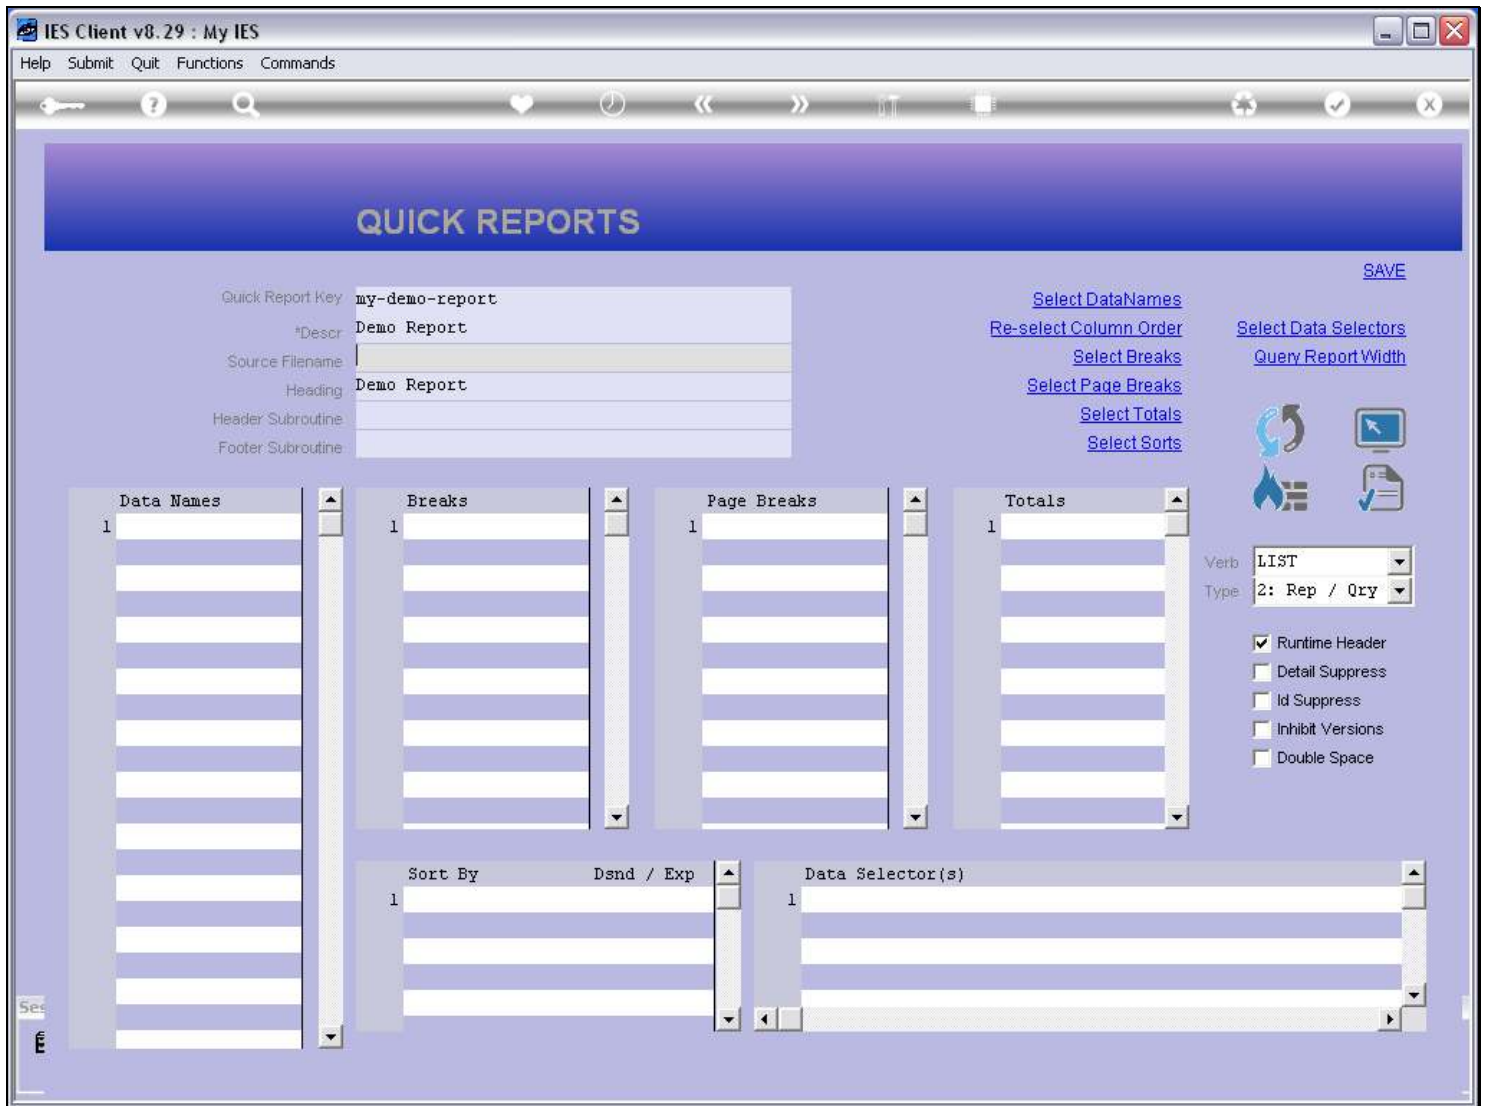 IES Client v8.29 : My IES
Help Submit Quit Functions Commands
QUICK REPORTS
SAVE
Quick Report Key my-demo-report
Select DataNames
*Descr Demo Report
Re-select Column Order
Select Data Selectors
Source Filename
Select Breaks
Query Report Width
Heading Demo Report
Select Page Breaks
Header Subroutine
Select Totals
Footer Subroutine
Select Sorts
Data Names
Breaks
Page Breaks
Totals
1
1
1
1
Verb LIST
Type 2: Rep / Qry
Runtime Header
Detail Suppress
Id Suppress
Inhibit Versions
Double Space
Sort By Dsnd / Exp
Data Selector(s)
1
1
Ses